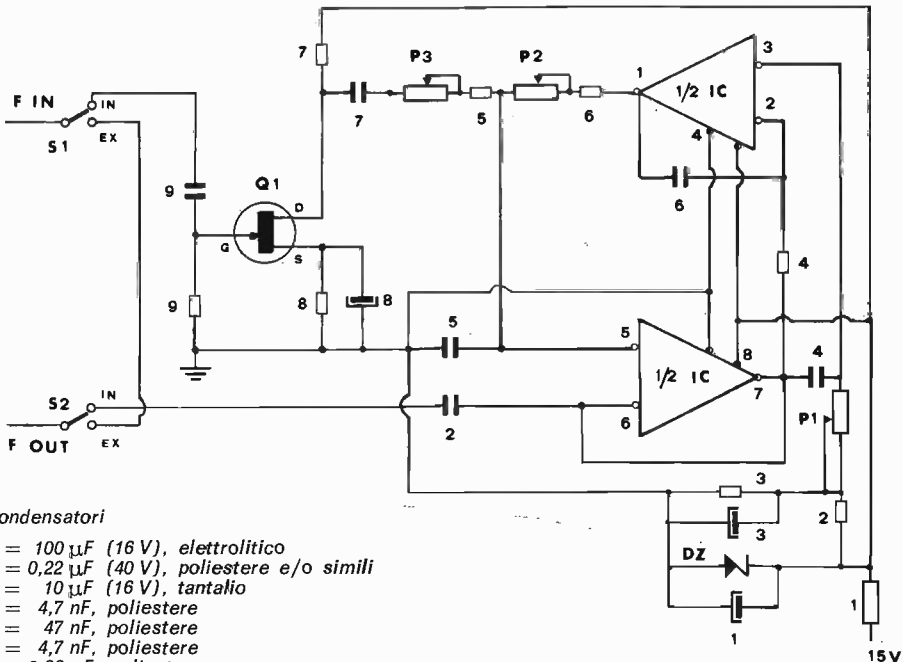 7
P3
P2
1
3
1/2 IC
2
F IN
IN
EX
S1
7
5
6
4
6
9
Q1
D
G
S
4
9
8
8
5
5
8
4
1/2 IC
7
P1
S2
IN
EX
F OUT
2
6
3
2
3
DZ
1
1
15V
ondensatori
= 100 µF (16 V), elettrolitico
= 0,22 µF (40 V), poliestere e/o simili
= 10 µF (16 V), tantalio
= 4,7 nF, poliestere
= 47 nF, poliestere
= 4,7 nF, poliestere